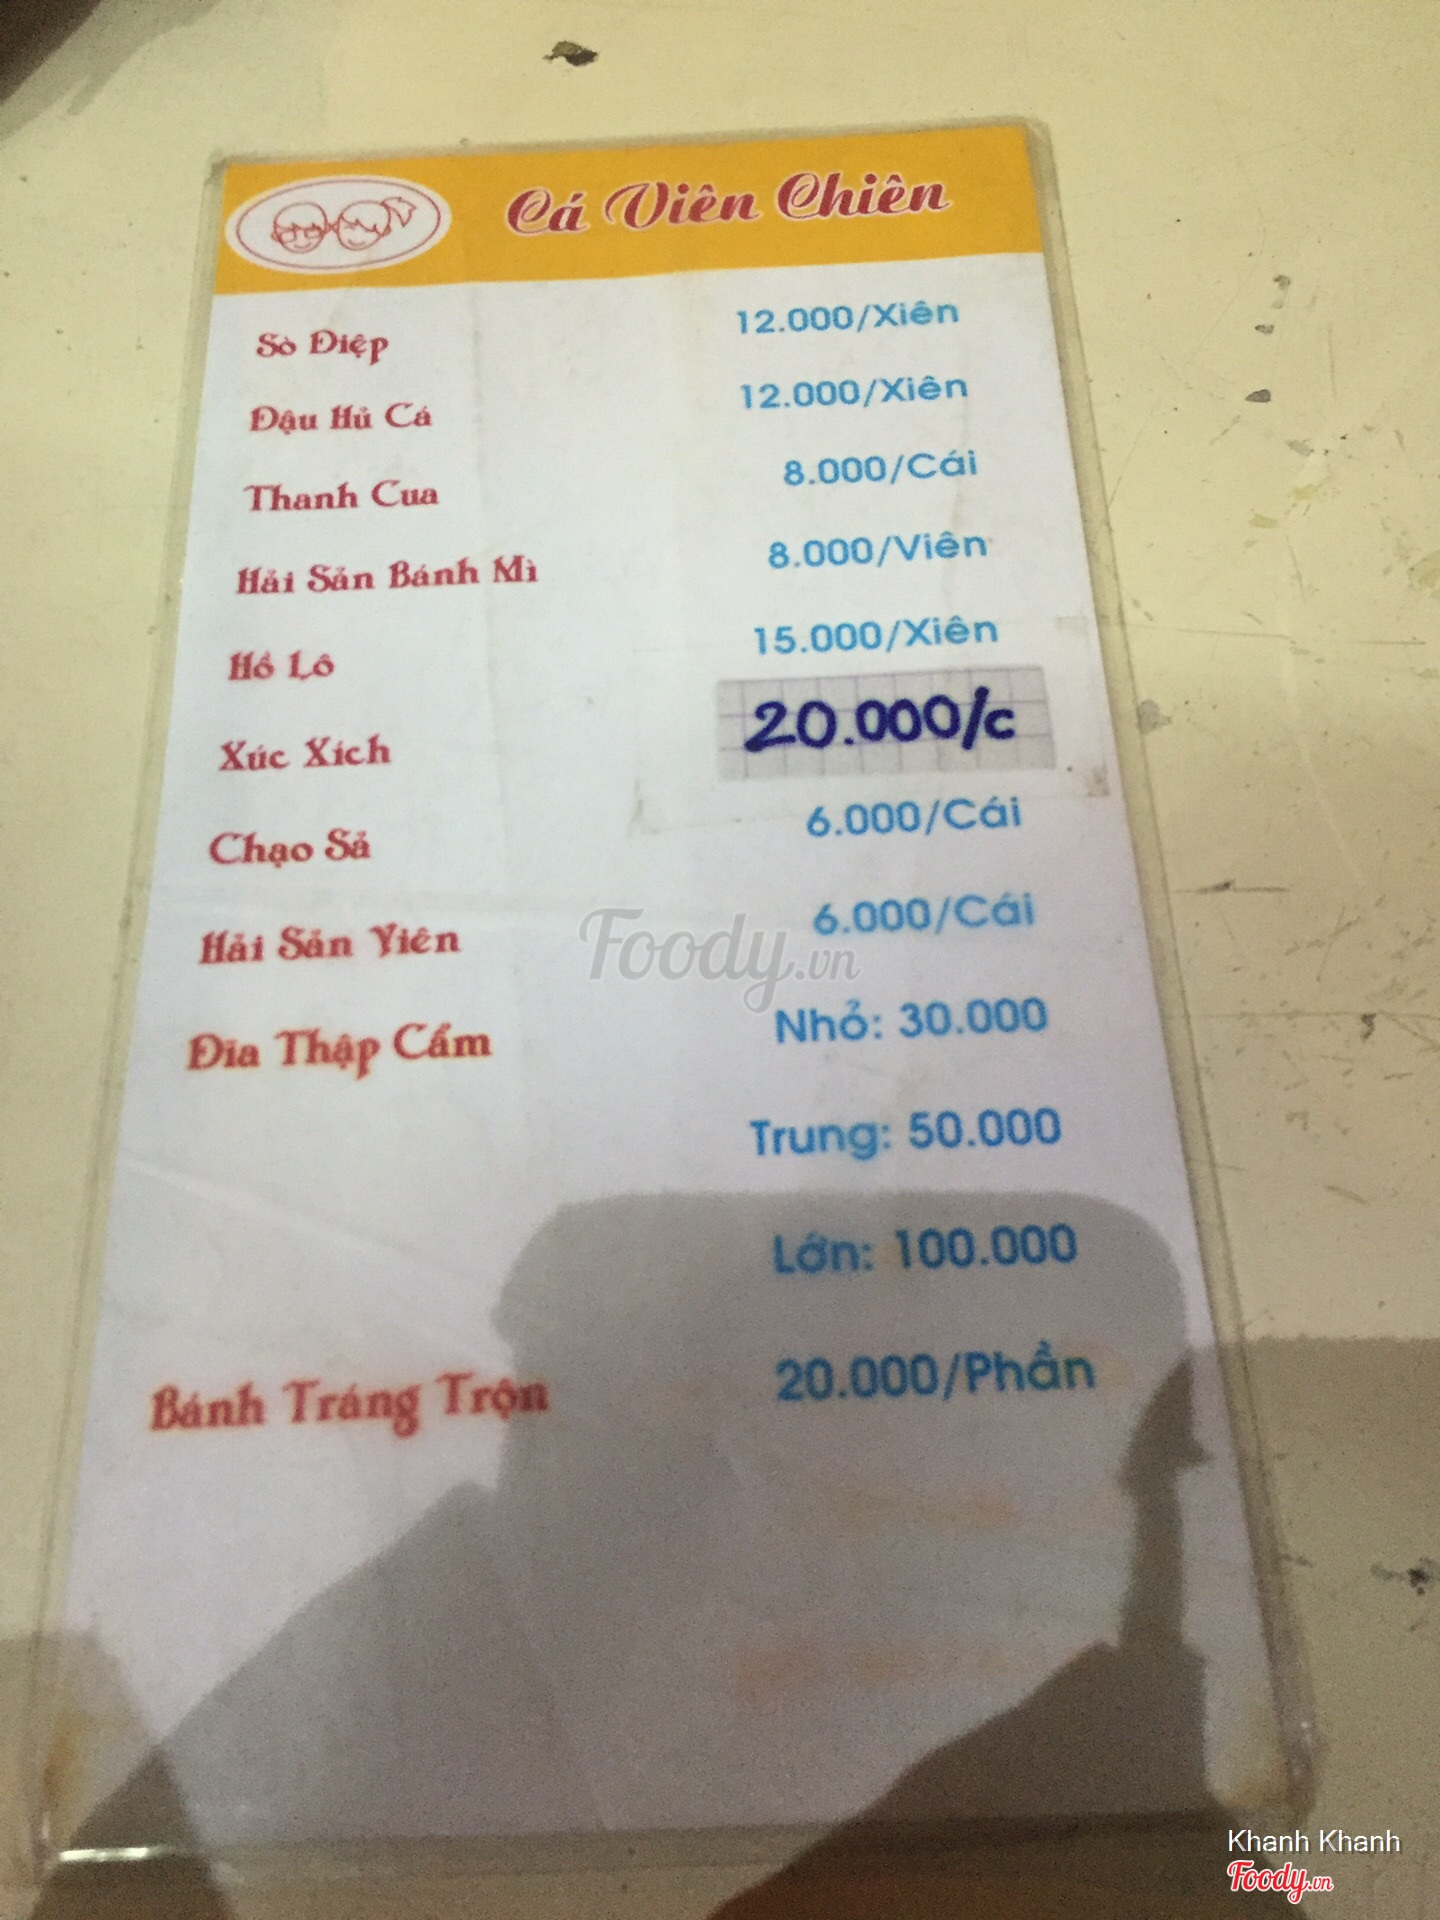 Cá Viên Chiên
Sò Điệp 12.000/Xiên
Đậu Hủ Cá 12.000/Xiên
Thanh Cua 8.000/Cái
Hải Sản Bánh Mì 8.000/Viên
Hồ Lô 15.000/Xiên
Xúc Xích 20.000/c
Chạo Sả 6.000/Cái
Hải Sản Viên 6.000/Cái
Foody.vn
Đĩa Thập Cẩm Nhỏ: 30.000
Trung: 50.000
Lớn: 100.000
Bánh Tráng Trộn 20.000/Phần
Khanh Khanh
Foody.vn